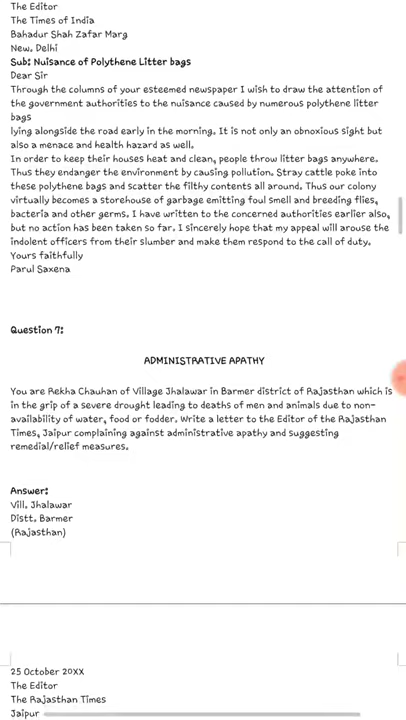 The Editor
The Times of India
Bahadur Shah Zafar Marg
New. Delhi
Sub: Nuisance of Polythene Litter bags
Dear Sir
Through the columns of your esteemed newspaper I wish to draw the attention of
the government authorities to the nuisance caused by numerous polythene litter
bags
lying alongside the road early in the morning. It is not only an obnoxious sight but
also a menace and health hazard as well.
In order to keep their houses heat and clean, people throw litter bags anywhere.
Thus they endanger the environment by causing pollution. Stray cattle poke into
these polythene bags and scatter the filthy contents all around. Thus our colony
virtually becomes a storehouse of garbage emitting foul smell and breeding flies,
bacteria and other germs. I have written to the concerned authorities earlier also,
but no action has been taken so far. I sincerely hope that my appeal will arouse the
indolent officers from their slumber and make them respond to the call of duty.
Yours faithfully
Parul Saxena
Question 7:
ADMINISTRATIVE APATHY
You are Rekha Chauhan of Village Jhalawar in Barmer district of Rajasthan which is
in the grip of a severe drought leading to deaths of men and animals due to non-
availability of water, food or fodder. Write a letter to the Editor of the Rajasthan
Times, Jaipur complaining against administrative apathy and suggesting
remedial/relief measures.
Answer:
Vill. Jhalawar
Distt. Barmer
(Rajasthan)
25 October 20XX
The Editor
The Rajasthan Times
Jaipur